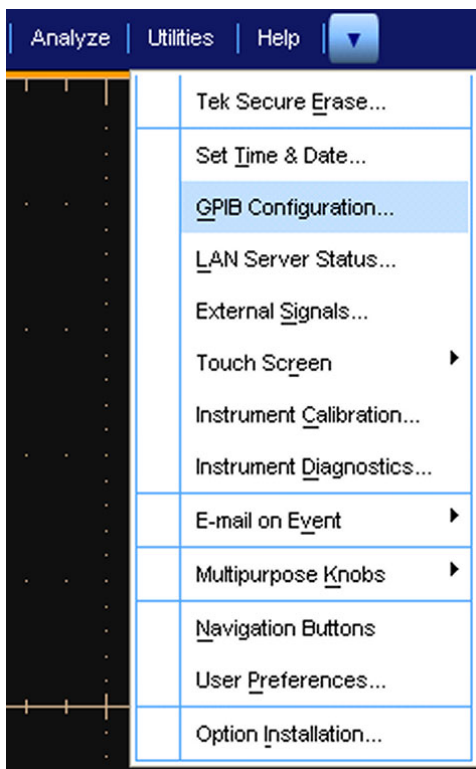 Analyze | Utilities | Help
Tek Secure Erase...
Set Time & Date...
GPIB Configuration...
LAN Server Status...
External Signals...
Touch Screen
Instrument Calibration...
Instrument Diagnostics...
E-mail on Event
Multipurpose Knobs
Navigation Buttons
User Preferences...
Option Installation...